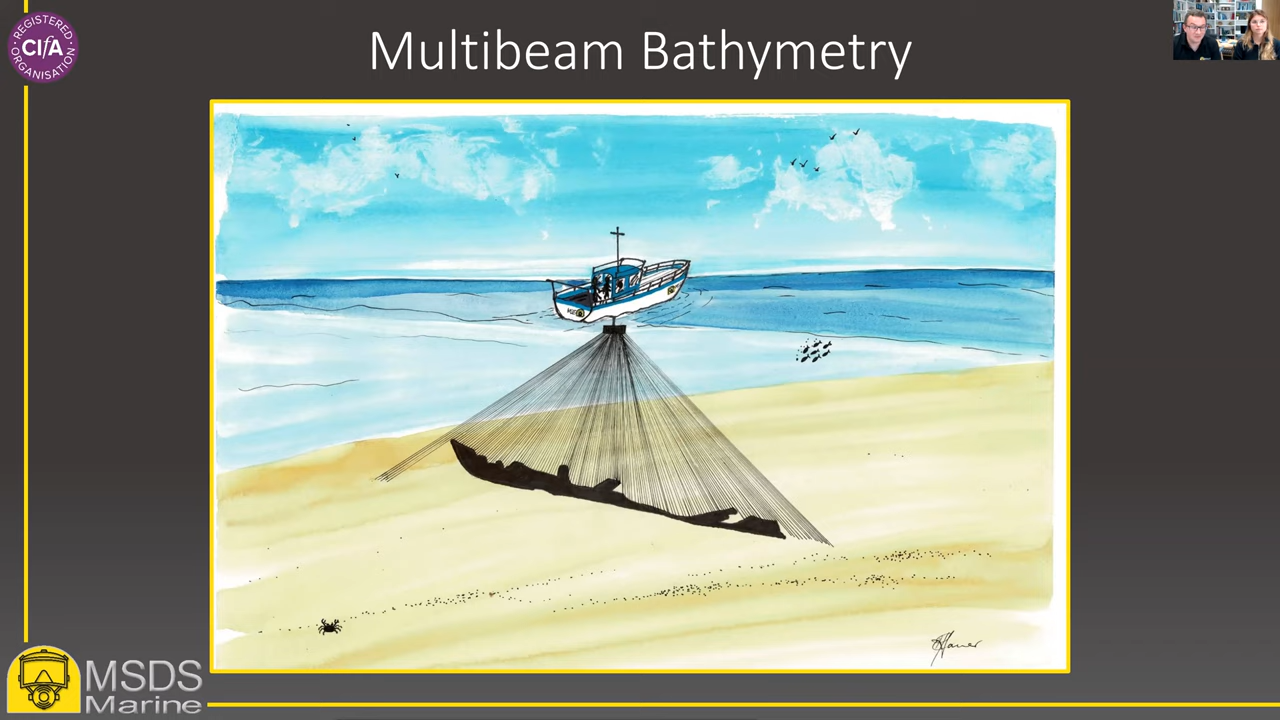 Multibeam Bathymetry
REGISTERED
CIfA
ORGANISATION
MSDS
Marine